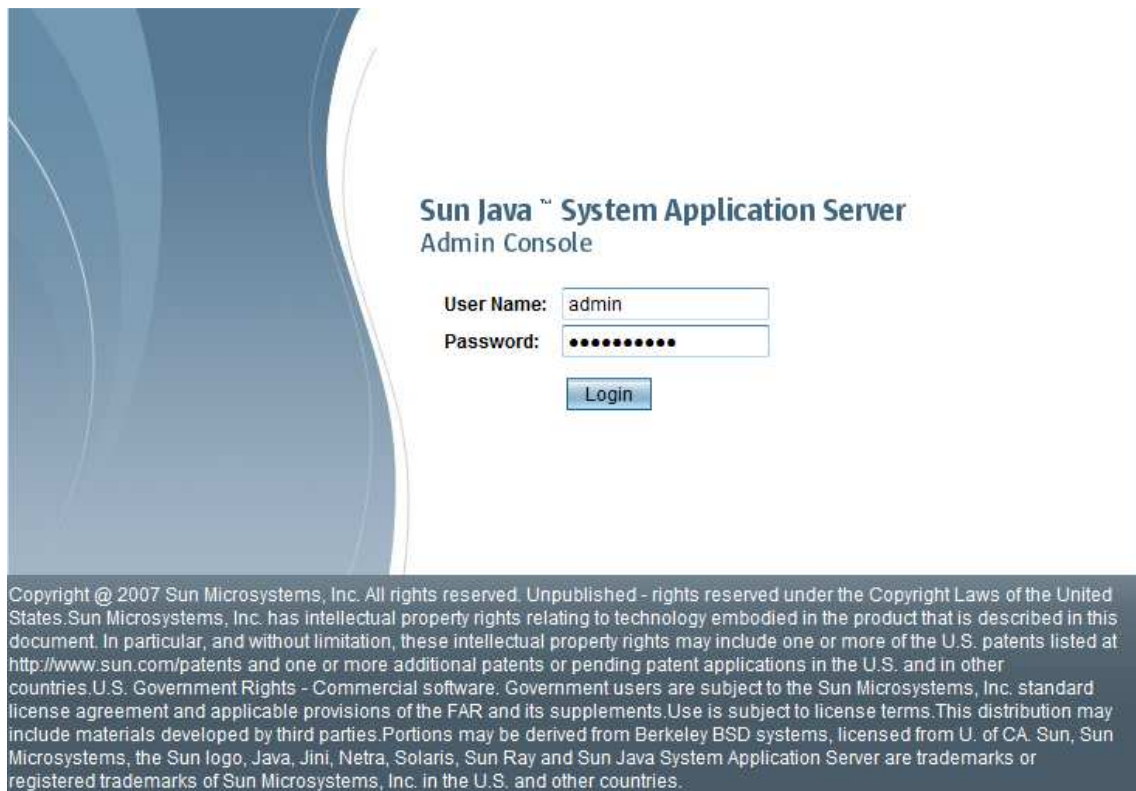 Sun Java ™ System Application Server
Admin Console
User Name: admin
Password: ••••••••••
Login
Copyright @ 2007 Sun Microsystems, Inc. All rights reserved. Unpublished - rights reserved under the Copyright Laws of the United
States.Sun Microsystems, Inc. has intellectual property rights relating to technology embodied in the product that is described in this
document. In particular, and without limitation, these intellectual property rights may include one or more of the U.S. patents listed at
http://www.sun.com/patents and one or more additional patents or pending patent applications in the U.S. and in other
countries.U.S. Government Rights - Commercial software. Government users are subject to the Sun Microsystems, Inc. standard
license agreement and applicable provisions of the FAR and its supplements.Use is subject to license terms.This distribution may
include materials developed by third parties.Portions may be derived from Berkeley BSD systems, licensed from U. of CA. Sun, Sun
Microsystems, the Sun logo, Java, Jini, Netra, Solaris, Sun Ray and Sun Java System Application Server are trademarks or
registered trademarks of Sun Microsystems, Inc. in the U.S. and other countries.